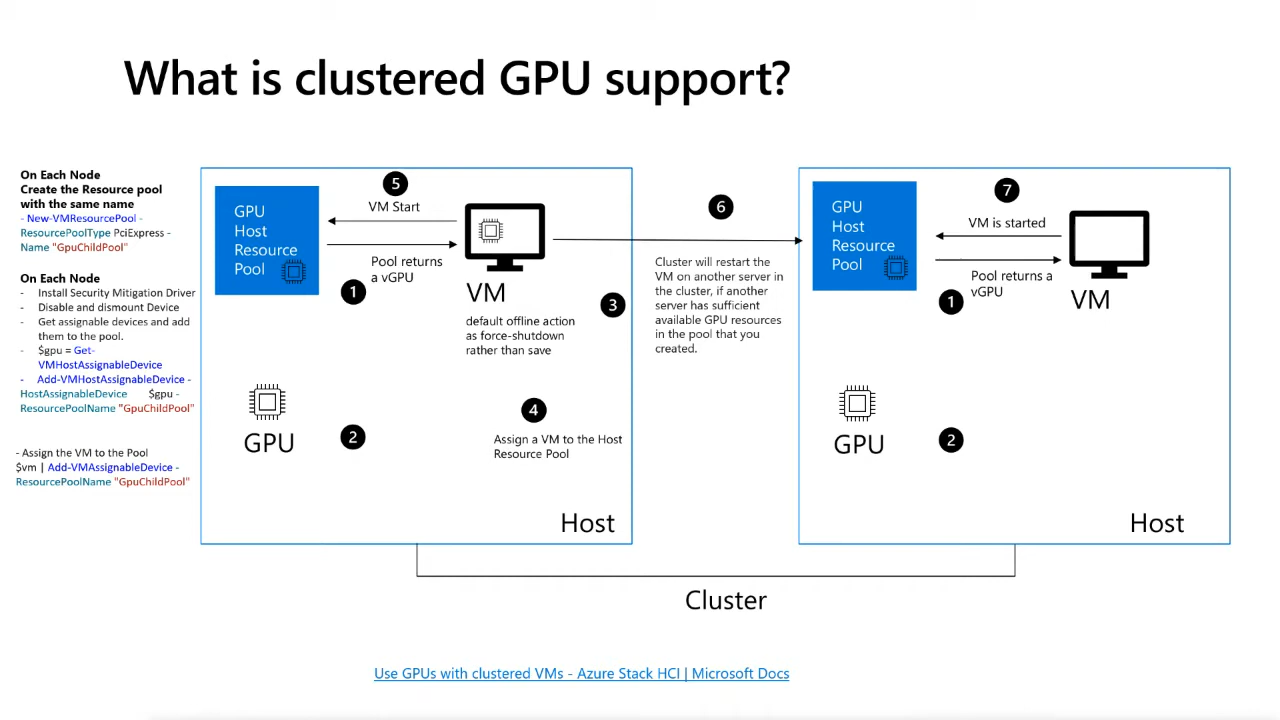 What is clustered GPU support?
On Each Node
Create the Resource pool
with the same name
- New-VMResourcePool -
ResourcePoolType PciExpress -
Name "GpuChildPool"
On Each Node
- Install Security Mitigation Driver
- Disable and dismount Device
- Get assignable devices and add
them to the pool.
- $gpu = Get-
VMHostAssignableDevice
- Add-VMHostAssignableDevice -
HostAssignableDevice $gpu -
ResourcePoolName "GpuChildPool"
- Assign the VM to the Pool
$vm | Add-VMAssignableDevice -
ResourcePoolName "GpuChildPool"
GPU
Host
Resource
Pool
5
VM Start
Pool returns
a vGPU
1
VM
default offline action
as force-shutdown
rather than save
3
GPU
2
4
Assign a VM to the Host
Resource Pool
Host
6
Cluster will restart the
VM on another server in
the cluster, if another
server has sufficient
available GPU resources
in the pool that you
created.
GPU
Host
Resource
Pool
7
VM is started
Pool returns a
vGPU
1
VM
GPU
2
Host
Cluster
Use GPUs with clustered VMs - Azure Stack HCI | Microsoft Docs